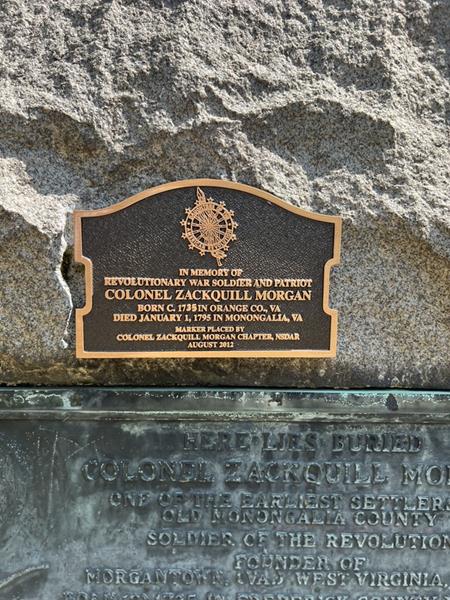 IN MEMORY OF
REVOLUTIONARY WAR SOLDIER AND PATRIOT
COLONEL ZACKQUILL MORGAN
BORN C. 1735 IN ORANGE CO., VA
DIED JANUARY 1, 1795 IN MONONGALIA, VA
MARKER PLACED BY
COLONEL ZACKQUILL MORGAN CHAPTER, NSDAR
AUGUST 2012
HERE LIES BURIED
COLONEL ZACKQUILL MO
ONE OF THE EARLIEST SETTLERS
OLD MONONGALIA COUNTY
SOLDIER OF THE REVOLUTION
FOUNDER OF
MORGANTOWN, (VA.) WEST VIRGINIA,